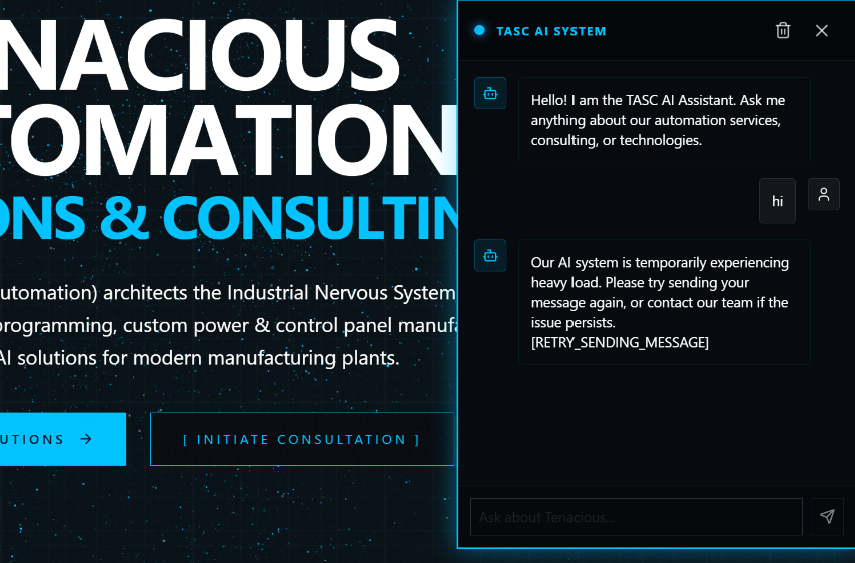 NACIOUS
TOMATION
ONS & CONSULTIN
utomation) architects the Industrial Nervous System
programming, custom power & control panel manufa
AI solutions for modern manufacturing plants.
UTIONS
[ INITIATE CONSULTATION ]
TASC AI SYSTEM
Hello! I am the TASC AI Assistant. Ask me
anything about our automation services,
consulting, or technologies.
hi
Our AI system is temporarily experiencing
heavy load. Please try sending your
message again, or contact our team if the
issue persists.
[RETRY_SENDING_MESSAGE]
Ask about Tenacious...